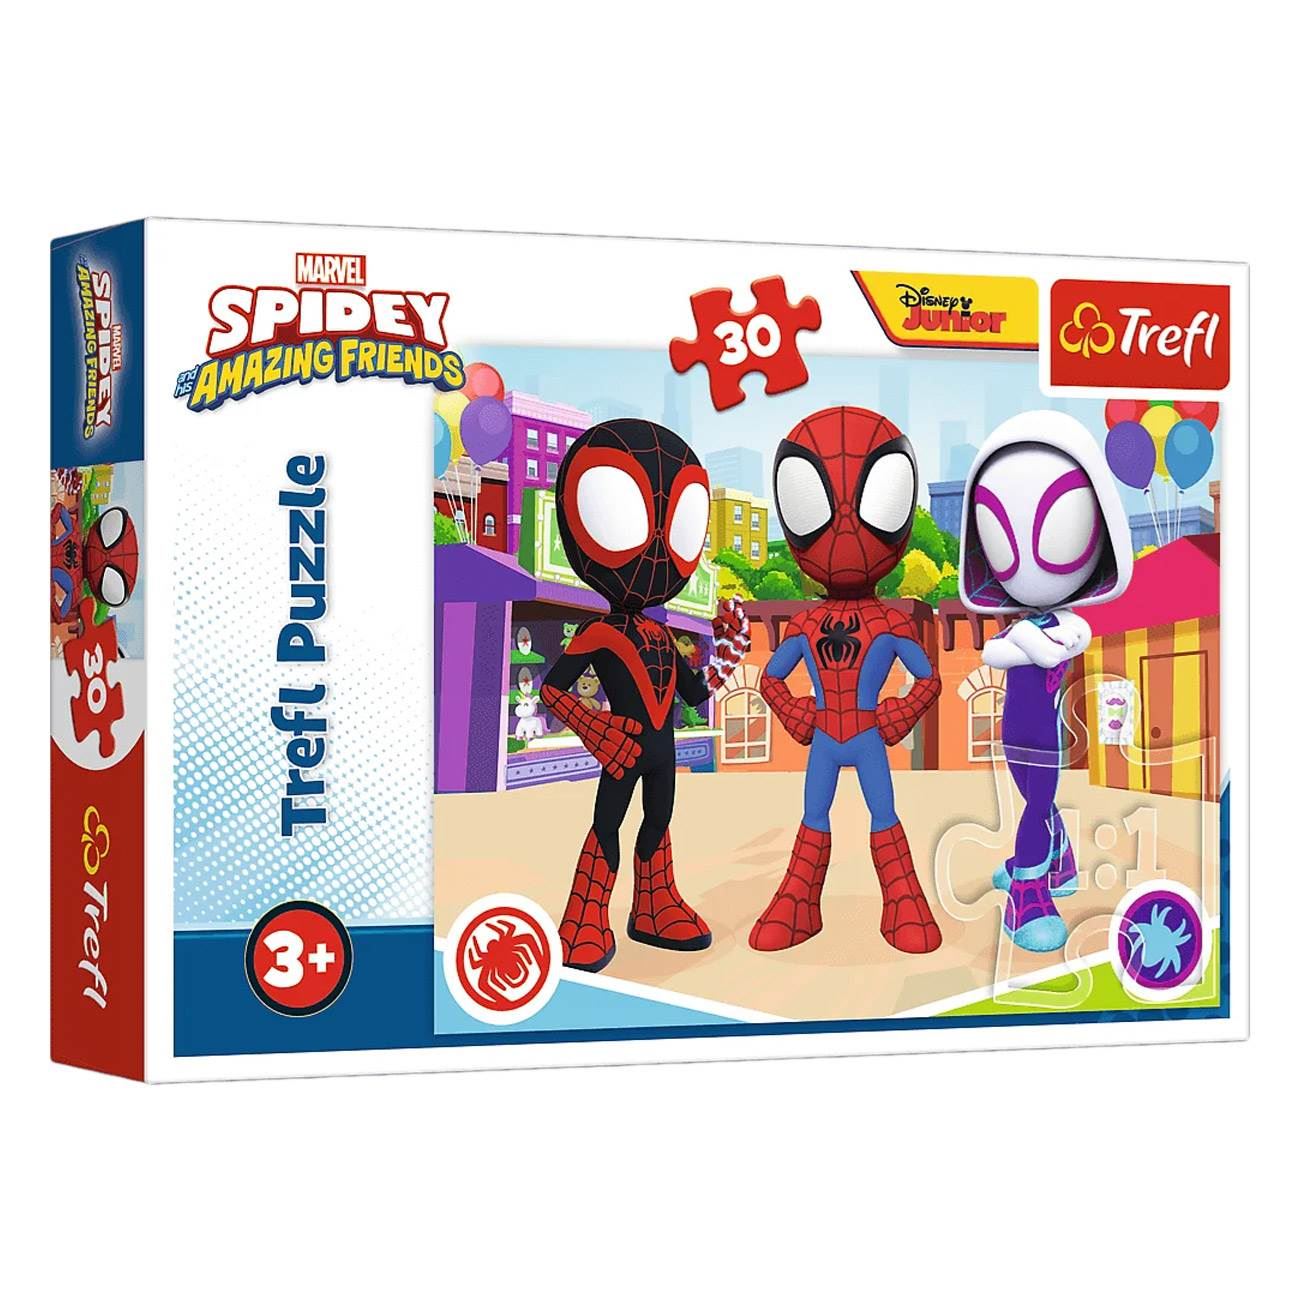 MARVEL
SPIDEY
and his
AMAZING FRIENDS
30
Disney
Junior
Trefl
Trefl Puzzle
3+
1:1
MARVEL
SPIDEY
AMAZING FRIENDS
30
Trefl